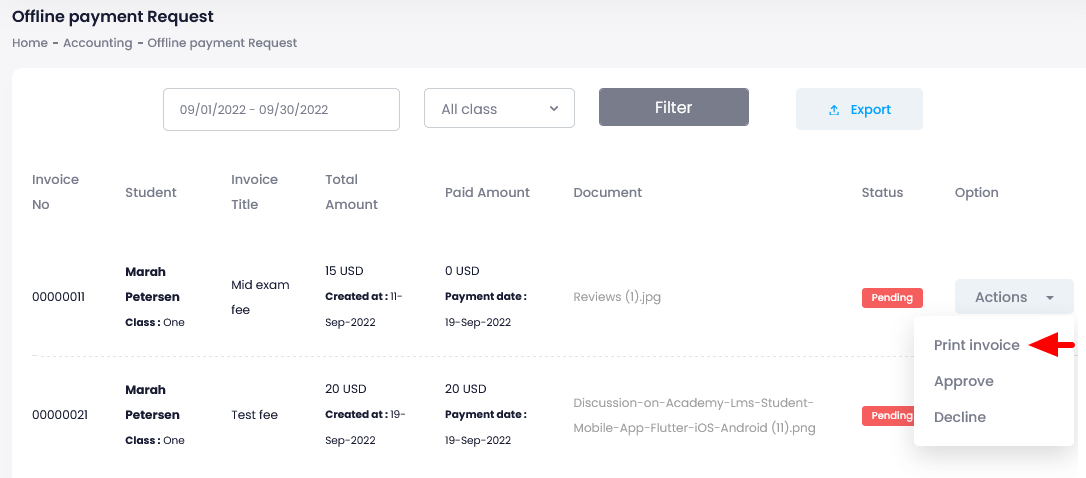 Offline payment Request
Home - Accounting - Offline payment Request
09/01/2022 - 09/30/2022
All class
Filter
Export
Invoice
No
Student
Invoice
Title
Total
Amount
Paid Amount
Document
Status
Option
00000011
Marah
Petersen
Class : One
Mid exam
fee
15 USD
Created at : 11-
Sep-2022
0 USD
Payment date :
19-Sep-2022
Reviews (1).jpg
Pending
Actions
Print invoice
Approve
Decline
00000021
Marah
Petersen
Class : One
Test fee
20 USD
Created at : 19-
Sep-2022
20 USD
Payment date :
19-Sep-2022
Discussion-on-Academy-Lms-Student-
Mobile-App-Flutter-iOS-Android (11).png
Pending